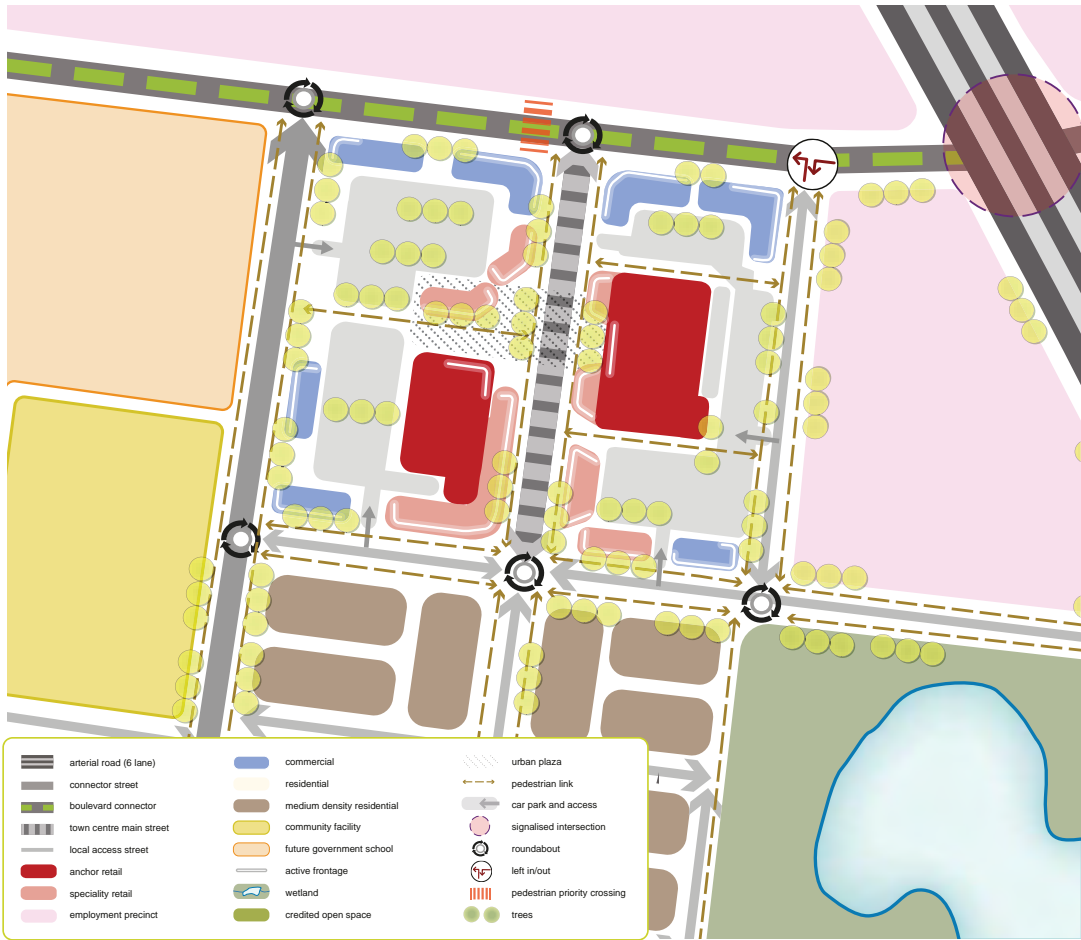 arterial road (6 lane)
connector street
boulevard connector
town centre main street
local access street
anchor retail
speciality retail
employment precinct
commercial
residential
medium density residential
community facility
future government school
active frontage
wetland
credited open space
urban plaza
pedestrian link
car park and access
signalised intersection
roundabout
left in/out
pedestrian priority crossing
trees